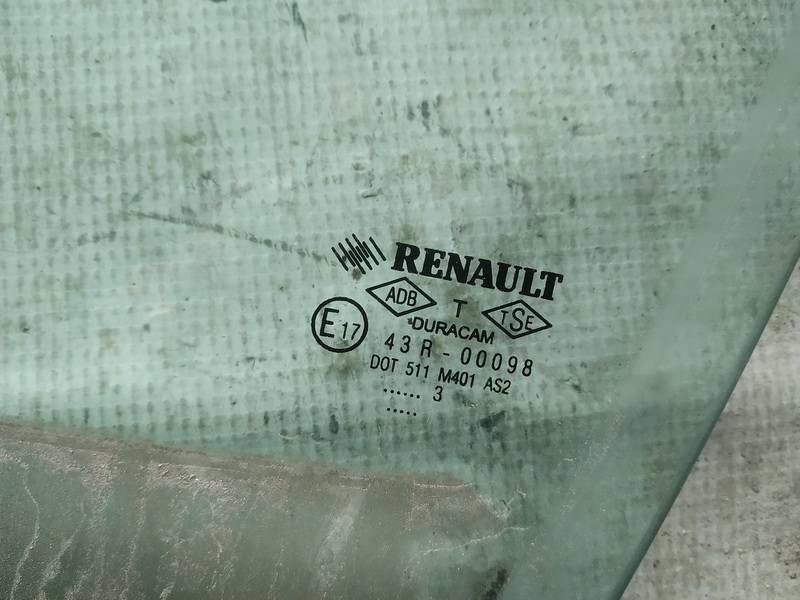 RENAULT
ADB T TSE
DURACAM
E17
43R-00098
DOT 511 M401 AS2
....... 3
.....